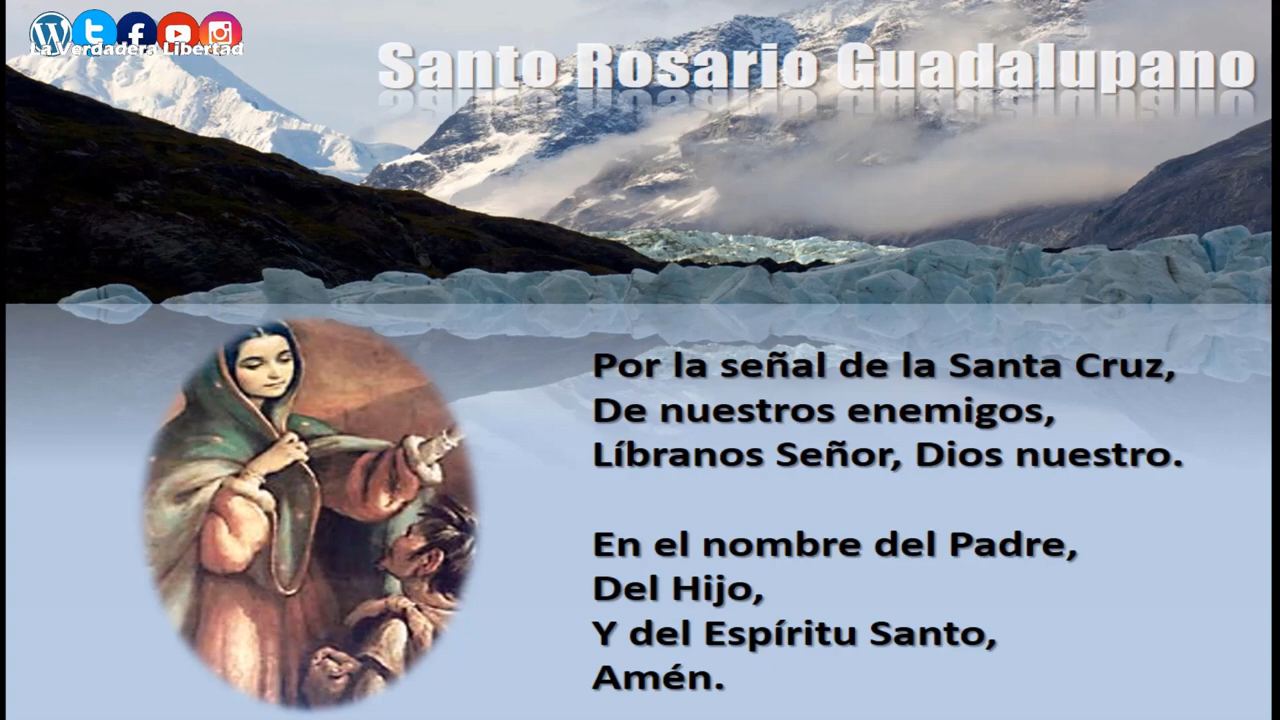 La Verdadera Libertad
Santo Rosario Guadalupano
Por la señal de la Santa Cruz,
De nuestros enemigos,
Líbranos Señor, Dios nuestro.
En el nombre del Padre,
Del Hijo,
Y del Espíritu Santo,
Amén.